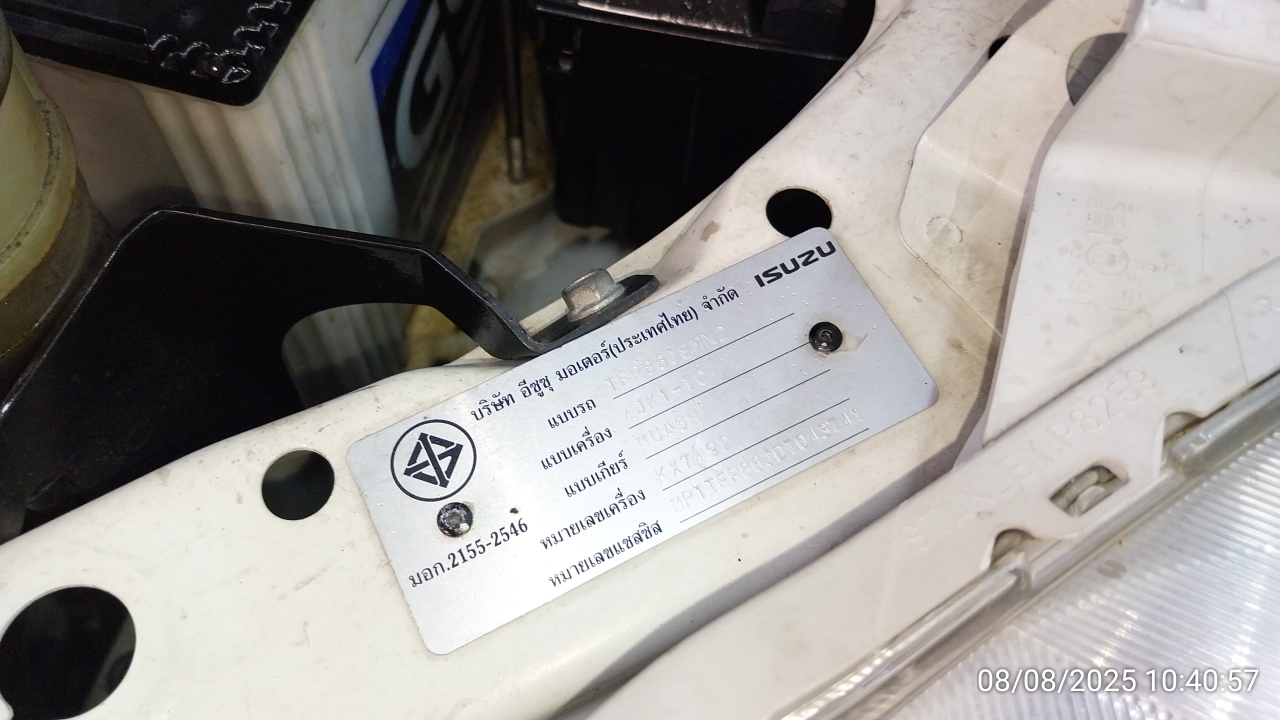 ISUZU
บริษัท อีซูซุ มอเตอร์(ประเทศไทย) จำกัด
แบบรถ
แบบเครื่อง 4JK1-TC
แบบเกียร์ MUA5H
หมายเลขเครื่อง KX7492
หมายเลขแชสซิส
มอก.2155-2546
08/08/2025 10:40:57